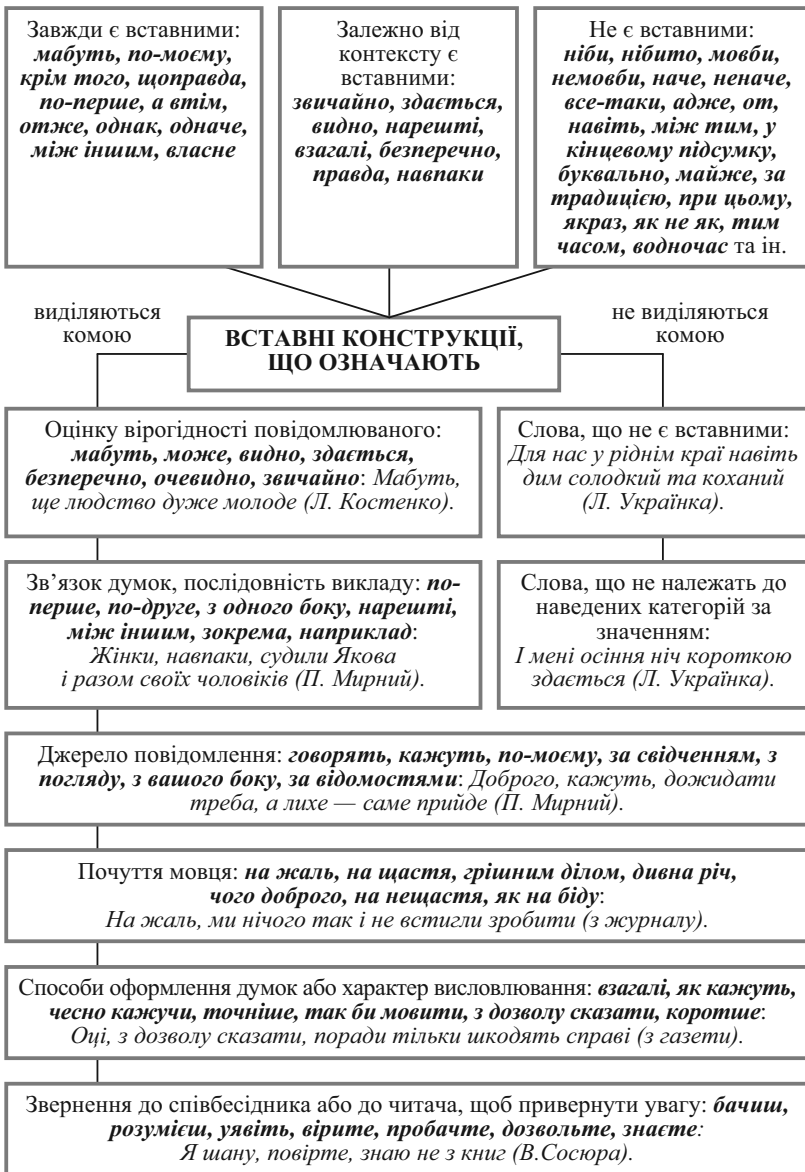 Завжди є вставними:
мабуть, по-моєму,
крім того, щоправда,
по-перше, а втім,
отже, однак, одначе,
між іншим, власне
Залежно від
контексту є
вставними:
звичайно, здається,
видно, нарешті,
взагалі, безперечно,
правда, навпаки
Не є вставними:
ніби, нібито, мовби,
немовби, наче, неначе,
все-таки, адже, от,
навіть, між тим, у
кінцевому підсумку,
буквально, майже, за
традицією, при цьому,
якраз, як не як, тим
часом, водночас та ін.
виділяються
комою
ВСТАВНІ КОНСТРУКЦІЇ,
ЩО ОЗНАЧАЮТЬ
не виділяються
комою
Оцінку вірогідності повідомлюваного:
мабуть, може, видно, здається,
безперечно, очевидно, звичайно: Мабуть,
ще людство дуже молоде (Л. Костенко).
Слова, що не є вставними:
Для нас у ріднім краї навіть
дим солодкий та коханий
(Л. Українка).
Зв’язок думок, послідовність викладу: по-
перше, по-друге, з одного боку, нарешті,
між іншим, зокрема, наприклад:
Жінки, навпаки, судили Якова
і разом своїх чоловіків (П. Мирний).
Слова, що не належать до
наведених категорій за
значенням:
І мені осіння ніч короткою
здається (Л. Українка).
Джерело повідомлення: говорять, кажуть, по-моєму, за свідченням, з
погляду, з вашого боку, за відомостями: Доброго, кажуть, дожидати
треба, а лихе — саме прийде (П. Мирний).
Почуття мовця: на жаль, на щастя, грішним ділом, дивна річ,
чого доброго, на нещастя, як на біду:
На жаль, ми нічого так і не встигли зробити (з журналу).
Способи оформлення думок або характер висловлювання: взагалі, як кажуть,
чесно кажучи, точніше, так би мовити, з дозволу сказати, коротше:
Оці, з дозволу сказати, поради тільки шкодять справі (з газети).
Звернення до співбесідника або до читача, щоб привернути увагу: бачиш,
розумієш, уявіть, вірите, пробачте, дозвольте, знаєте:
Я шану, повірте, знаю не з книг (В.Сосюра).